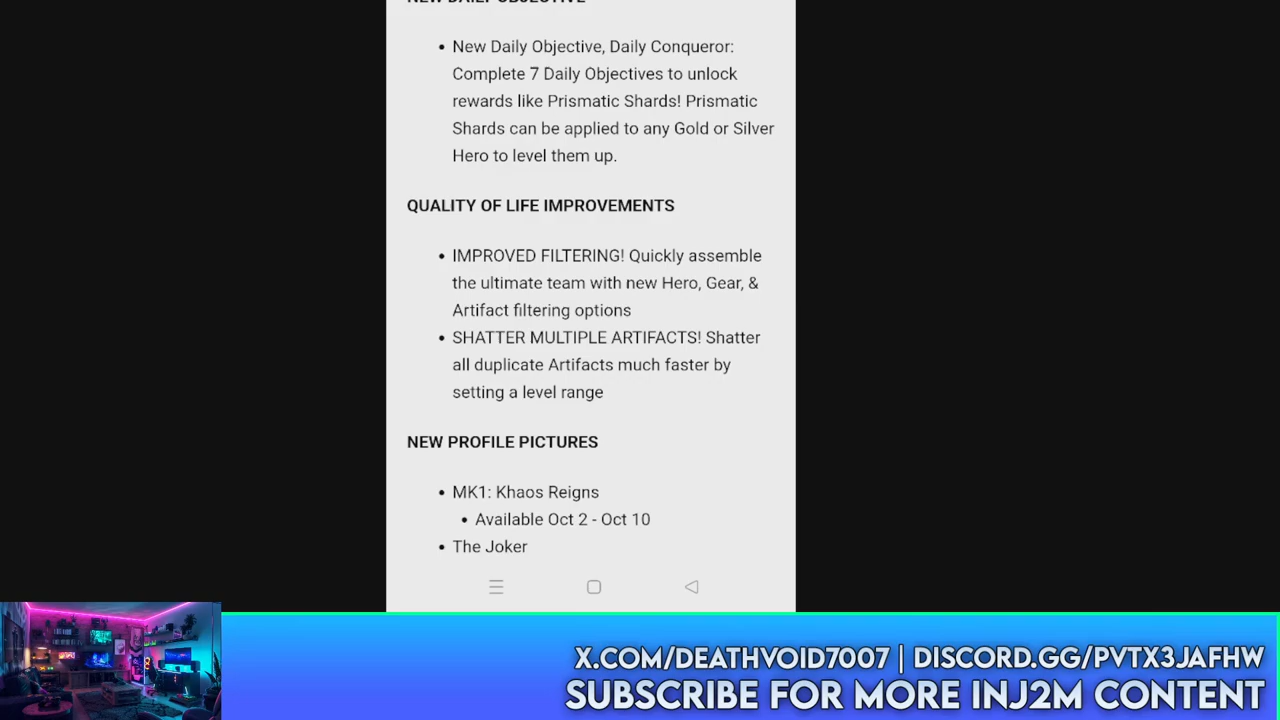 NEW DAILY OBJECTIVE
• New Daily Objective, Daily Conqueror:
Complete 7 Daily Objectives to unlock
rewards like Prismatic Shards! Prismatic
Shards can be applied to any Gold or Silver
Hero to level them up.
QUALITY OF LIFE IMPROVEMENTS
• IMPROVED FILTERING! Quickly assemble
the ultimate team with new Hero, Gear, &
Artifact filtering options
• SHATTER MULTIPLE ARTIFACTS! Shatter
all duplicate Artifacts much faster by
setting a level range
NEW PROFILE PICTURES
• MK1: Khaos Reigns
• Available Oct 2 - Oct 10
• The Joker
X.COM/DEATHVOID7007 | DISCORD.GG/PVTX3JAFHW
SUBSCRIBE FOR MORE INJ2M CONTENT